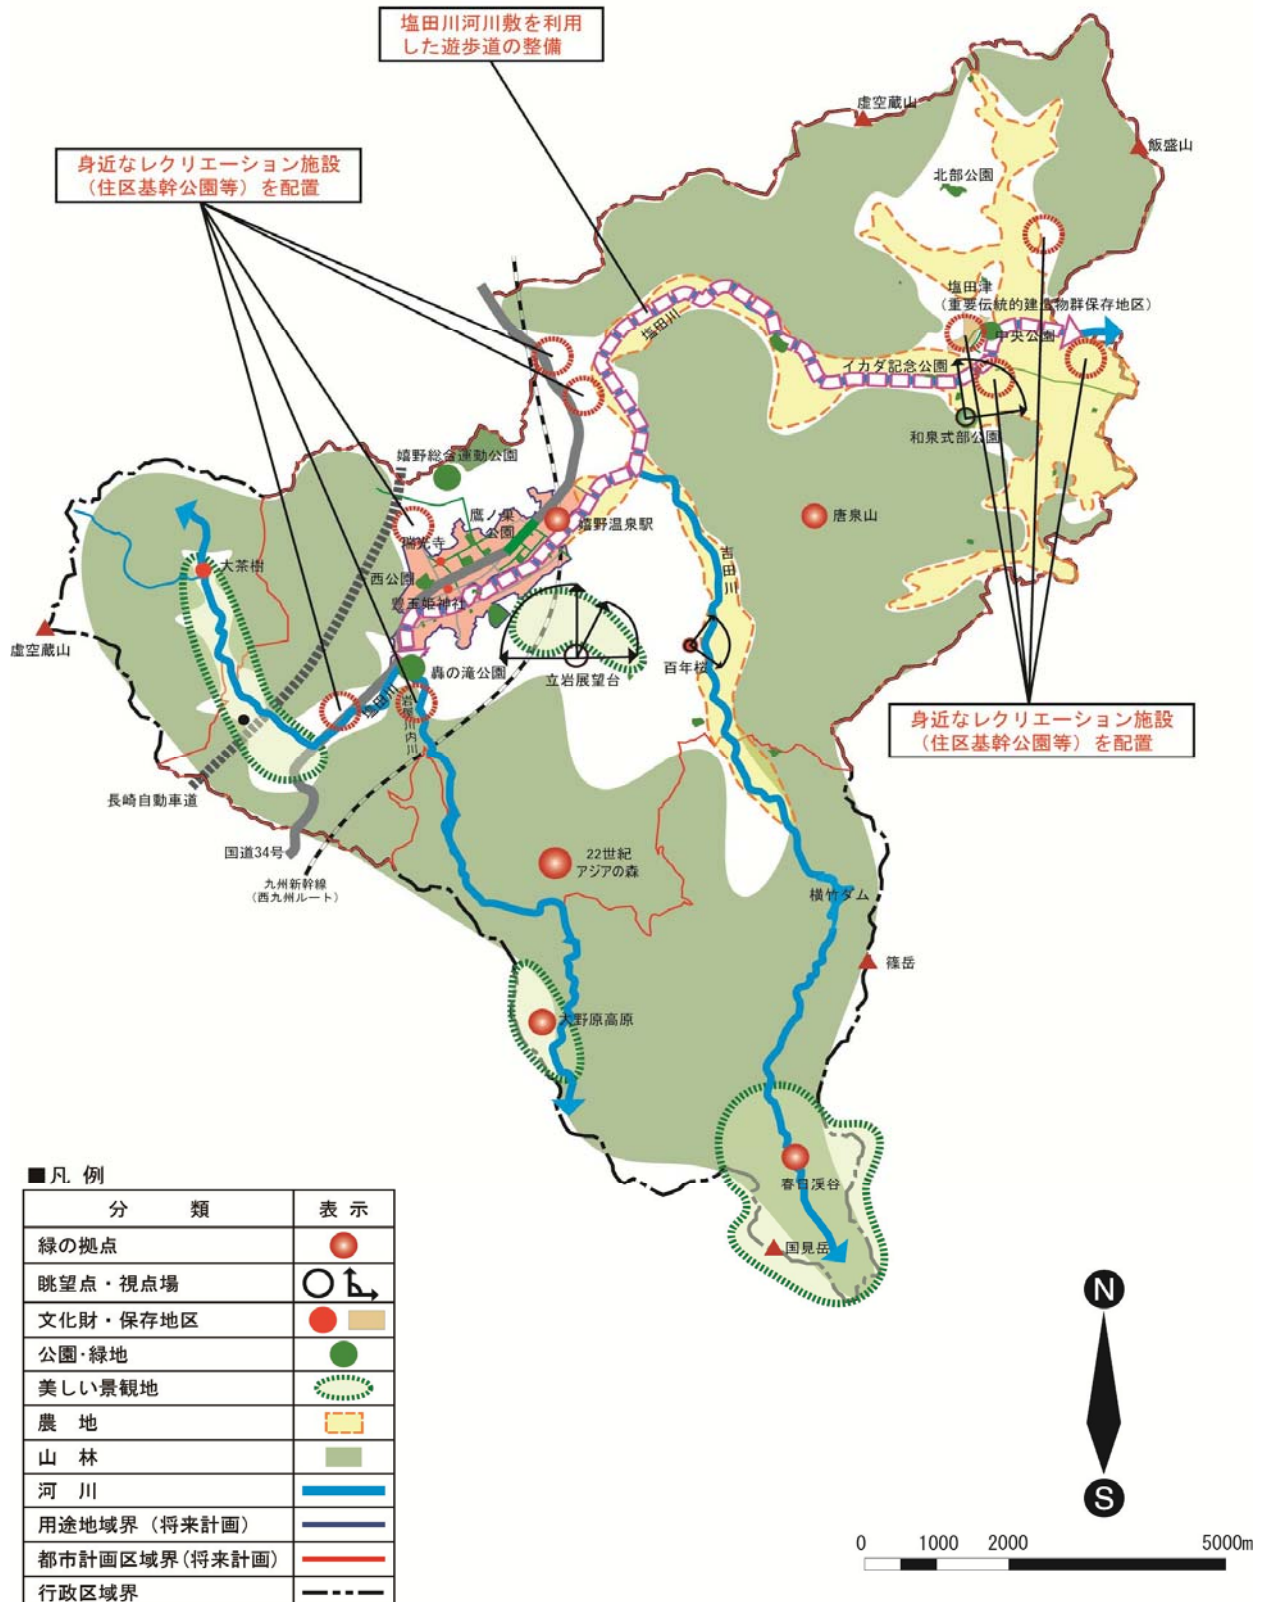 塩田川河川敷を利用
した遊歩道の整備
虚空蔵山
飯盛山
身近なレクリエーション施設
（住区基幹公園等）を配置
北部公園
塩田津
（重要伝統的建造物群保存地区）
塩田川
中央公園
イカダ記念公園
和泉式部公園
嬉野総合運動公園
鷹ノ巣
公園
嬉野温泉駅
唐泉山
瑞光寺
西公園
大茶樹
豊玉姫神社
吉田川
虚空蔵山
轟の滝公園
立岩展望台
百年桜
塩田川
岩屋川内川
身近なレクリエーション施設
（住区基幹公園等）を配置
長崎自動車道
国道34号
22世紀
アジアの森
九州新幹線
（西九州ルート）
横竹ダム
篠岳
大野原高原
春日渓谷
国見岳
■凡 例
分　類
表 示
緑の拠点
眺望点・視点場
文化財・保存地区
公園・緑地
美しい景観地
農　地
山　林
河　川
用途地域界（将来計画）
都市計画区域界(将来計画)
行政区域界
N
S
0 1000 2000 5000m